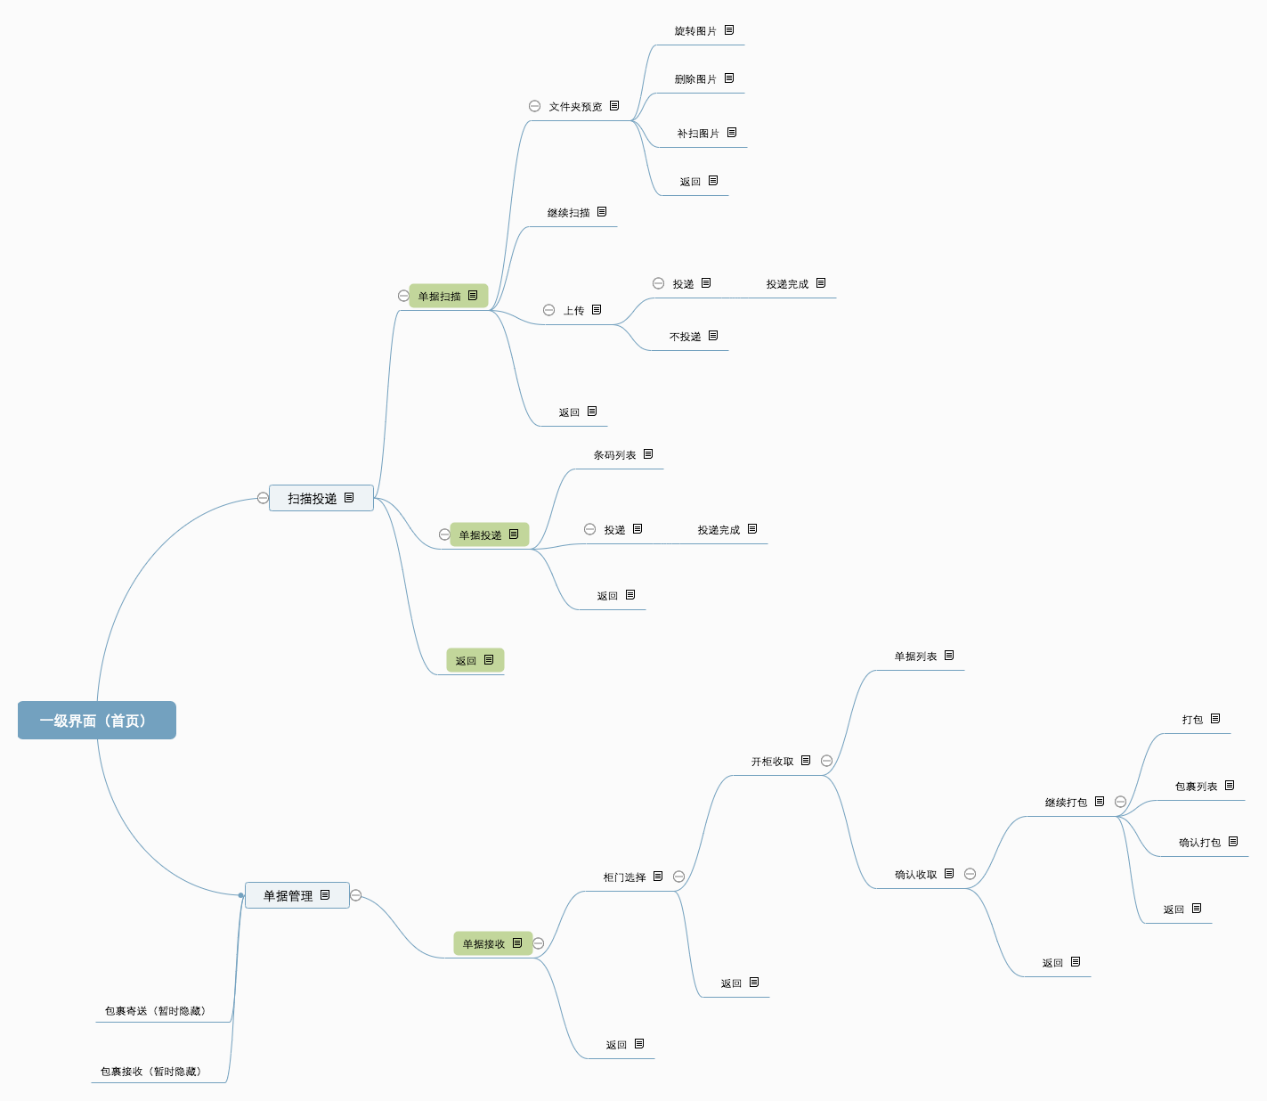 旋转图片
删除图片
文件夹预览
补扫图片
返回
继续扫描
投递
投递完成
单据扫描
上传
不投递
返回
条码列表
扫描投递
单据投递
投递
投递完成
返回
返回
一级界面（首页）
单据列表
打包
开柜收取
包裹列表
继续打包
确认打包
柜门选择
确认收取
单据管理
返回
单据接收
返回
返回
包裹寄送（暂时隐藏）
返回
包裹接收（暂时隐藏）